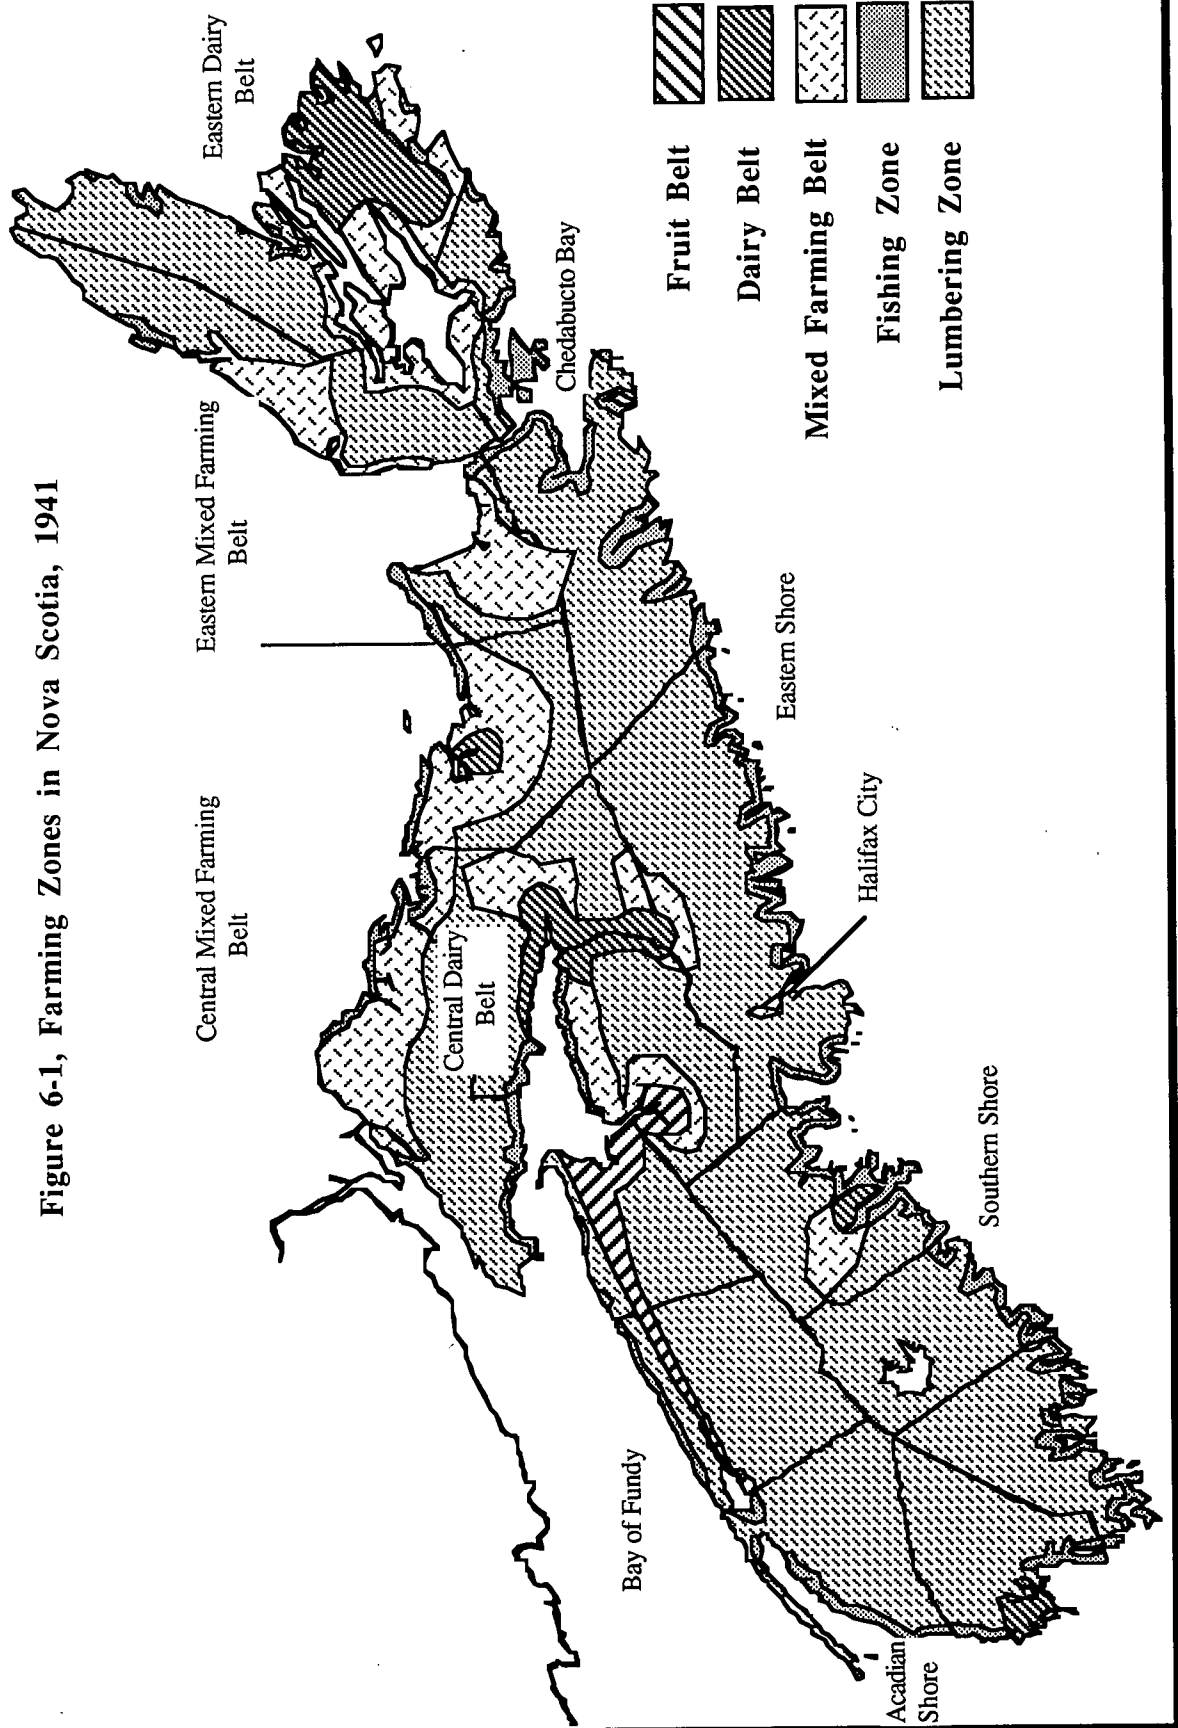 Figure 6-1, Farming Zones in Nova Scotia, 1941
Central Mixed Farming
Belt
Eastern Mixed Farming
Belt
Eastern Dairy
Belt
Central Dairy
Belt
Bay of Fundy
Chedabucto Bay
Eastern Shore
Halifax City
Southern Shore
Acadian
Shore
Fruit Belt
Dairy Belt
Mixed Farming Belt
Fishing Zone
Lumbering Zone